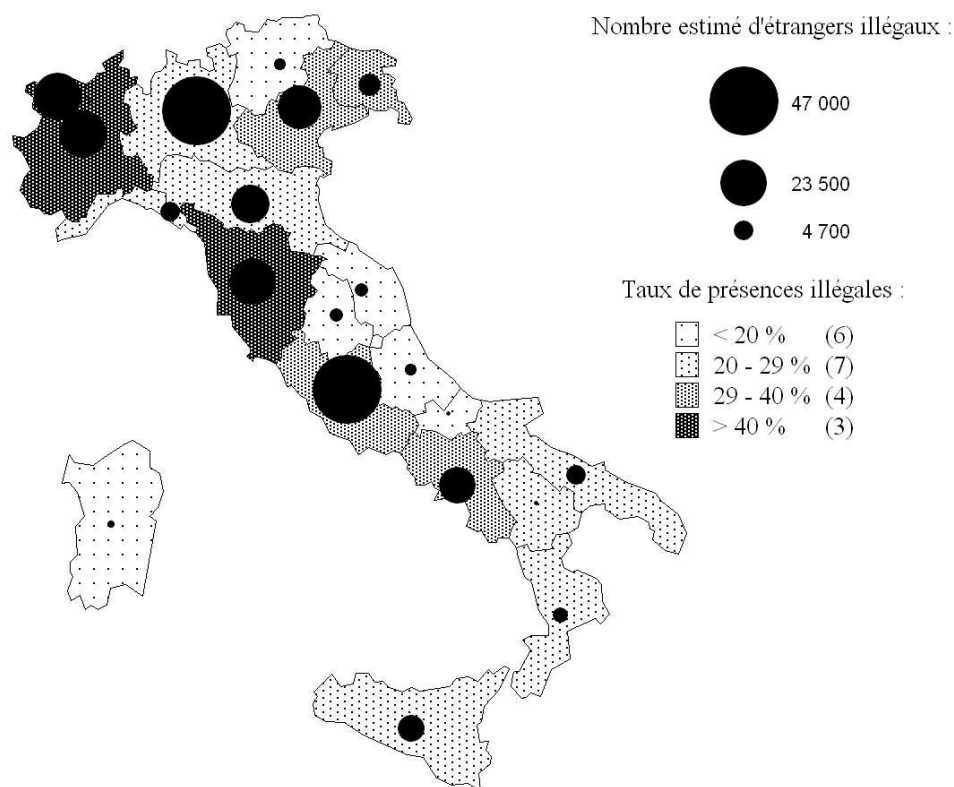 Nombre estimé d'étrangers illégaux :
47 000
23 500
4 700
Taux de présences illégales :
< 20 % (6)
20 - 29 % (7)
29 - 40 % (4)
> 40 % (3)